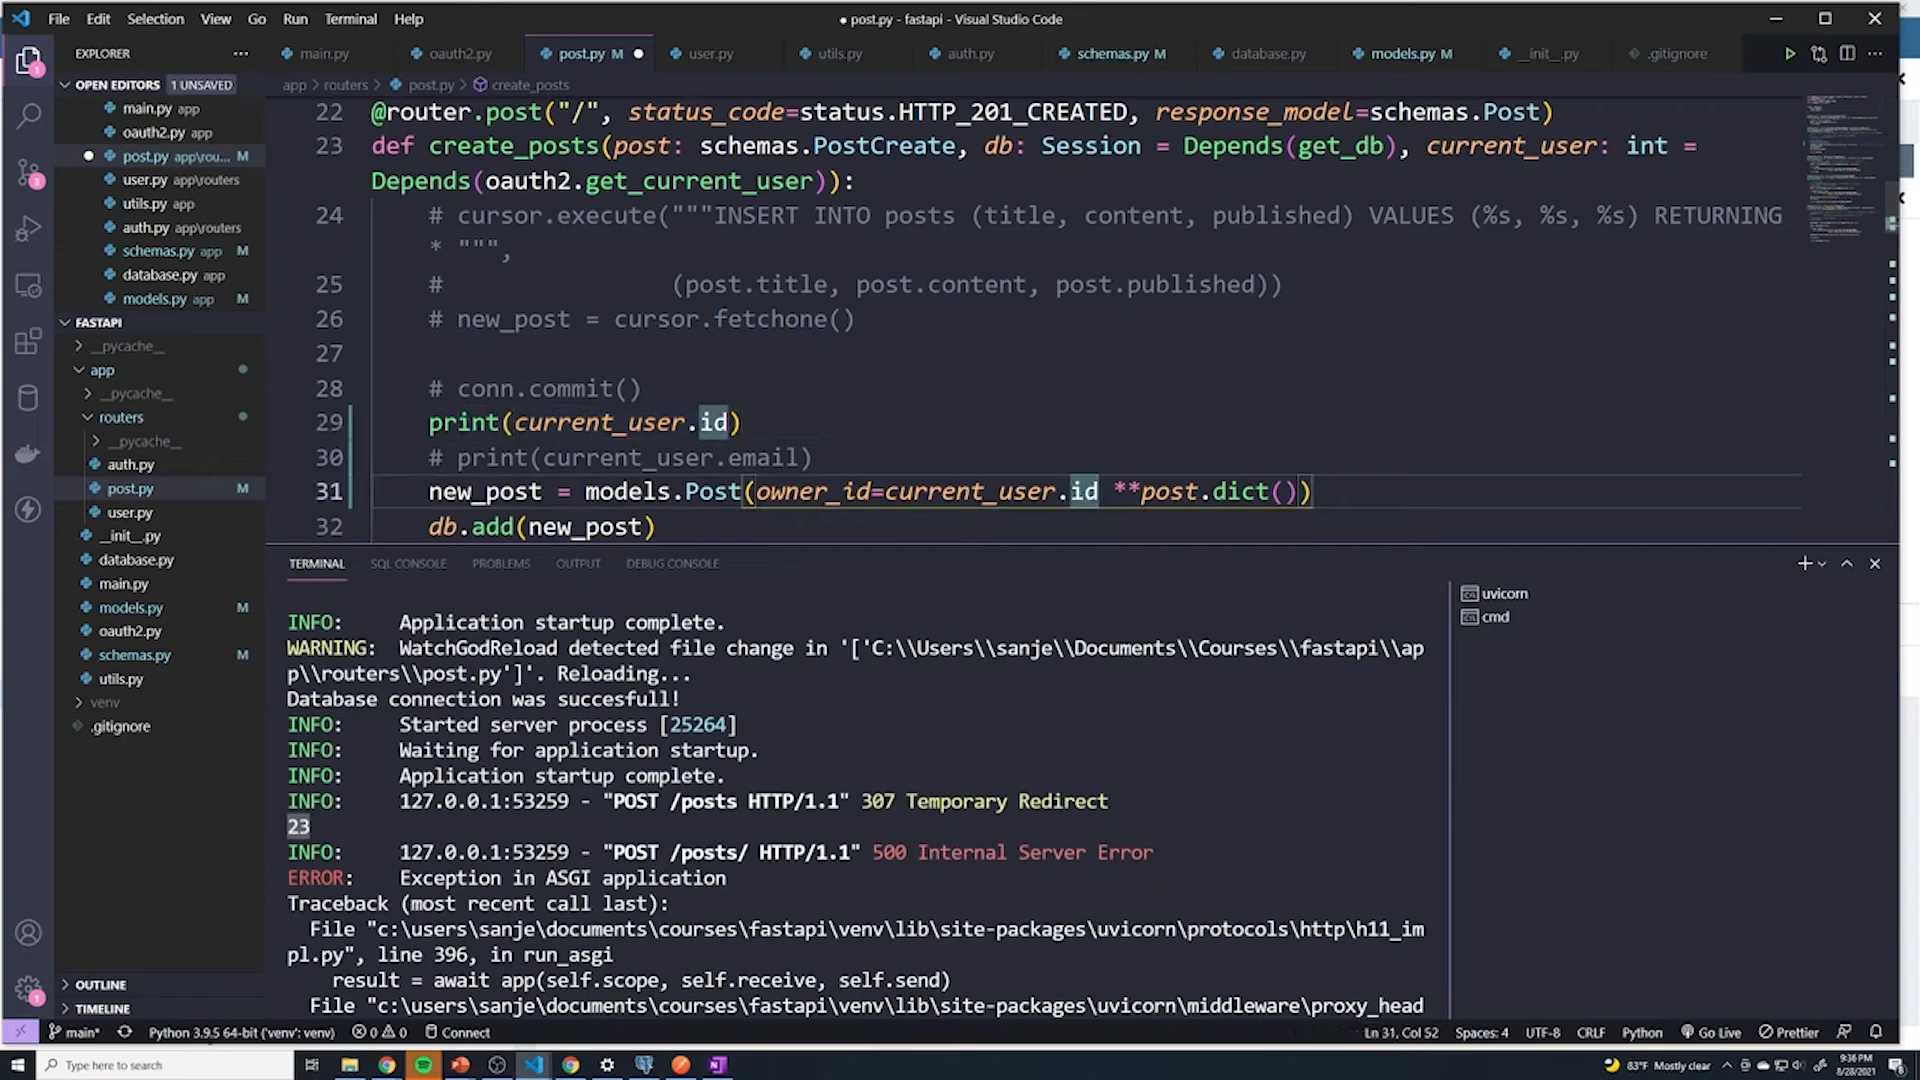 File Edit Selection View Go Run Terminal Help
● post.py - fastapi - Visual Studio Code
EXPLORER
main.py oauth2.py post.py M user.py utils.py auth.py schemas.py M database.py models.py M __init__.py .gitignore
OPEN EDITORS 1 UNSAVED
main.py app
oauth2.py app
post.py app\rou... M
user.py app\routers
utils.py app
auth.py app\routers
schemas.py app M
database.py app
models.py app M
FASTAPI
__pycache__
app
__pycache__
routers
__pycache__
auth.py
post.py M
user.py
__init__.py
database.py
main.py
models.py M
oauth2.py
schemas.py M
utils.py
venv
.gitignore
OUTLINE
TIMELINE
app > routers > post.py > create_posts
22 @router.post("/", status_code=status.HTTP_201_CREATED, response_model=schemas.Post)
23 def create_posts(post: schemas.PostCreate, db: Session = Depends(get_db), current_user: int =
Depends(oauth2.get_current_user)):
24 # cursor.execute("""INSERT INTO posts (title, content, published) VALUES (%s, %s, %s) RETURNING
* """,
25 # (post.title, post.content, post.published))
26 # new_post = cursor.fetchone()
27
28 # conn.commit()
29 print(current_user.id)
30 # print(current_user.email)
31 new_post = models.Post(owner_id=current_user.id **post.dict())
32 db.add(new_post)
TERMINAL SQL CONSOLE PROBLEMS OUTPUT DEBUG CONSOLE
uvicorn
cmd
INFO: Application startup complete.
WARNING: WatchGodReload detected file change in '['C:\\Users\\sanje\\Documents\\Courses\\fastapi\\ap
p\\routers\\post.py']'. Reloading...
Database connection was succesfull!
INFO: Started server process [25264]
INFO: Waiting for application startup.
INFO: Application startup complete.
INFO: 127.0.0.1:53259 - "POST /posts HTTP/1.1" 307 Temporary Redirect
23
INFO: 127.0.0.1:53259 - "POST /posts/ HTTP/1.1" 500 Internal Server Error
ERROR: Exception in ASGI application
Traceback (most recent call last):
File "c:\users\sanje\documents\courses\fastapi\venv\lib\site-packages\uvicorn\protocols\http\h11_im
pl.py", line 396, in run_asgi
result = await app(self.scope, self.receive, self.send)
File "c:\users\sanje\documents\courses\fastapi\venv\lib\site-packages\uvicorn\middleware\proxy_head
main* Python 3.9.5 64-bit ('venv': venv) 0 0 Connect Ln 31, Col 52 Spaces: 4 UTF-8 CRLF Python Go Live Prettier
Type here to search
83°F Mostly clear
9:36 PM
8/28/2021